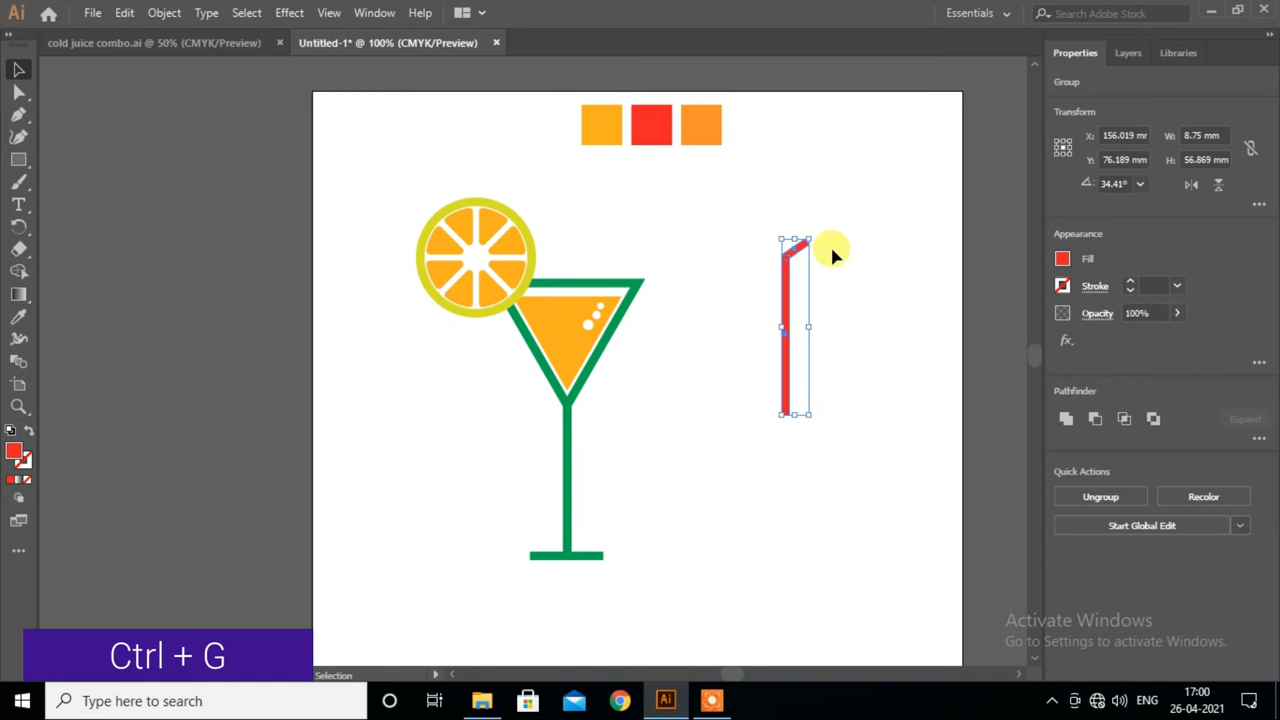 Ai File Edit Object Type Select Effect View Window Help Essentials Search Adobe Stock
cold juice combo.ai @ 50% (CMYK/Preview) × Untitled-1* @ 100% (CMYK/Preview) ×
Properties Layers Libraries
Group
Transform
X: 156.019 mr W: 8.75 mm
Y: 76.189 mm H: 56.869 mm
34.41°
Appearance
Fill
Stroke
Opacity 100%
fx.
Pathfinder
Expand
Quick Actions
Ungroup Recolor
Start Global Edit
Activate Windows
Go to Settings to activate Windows.
Ctrl + G
Selection
Type here to search
Ai
ENG
17:00
26-04-2021